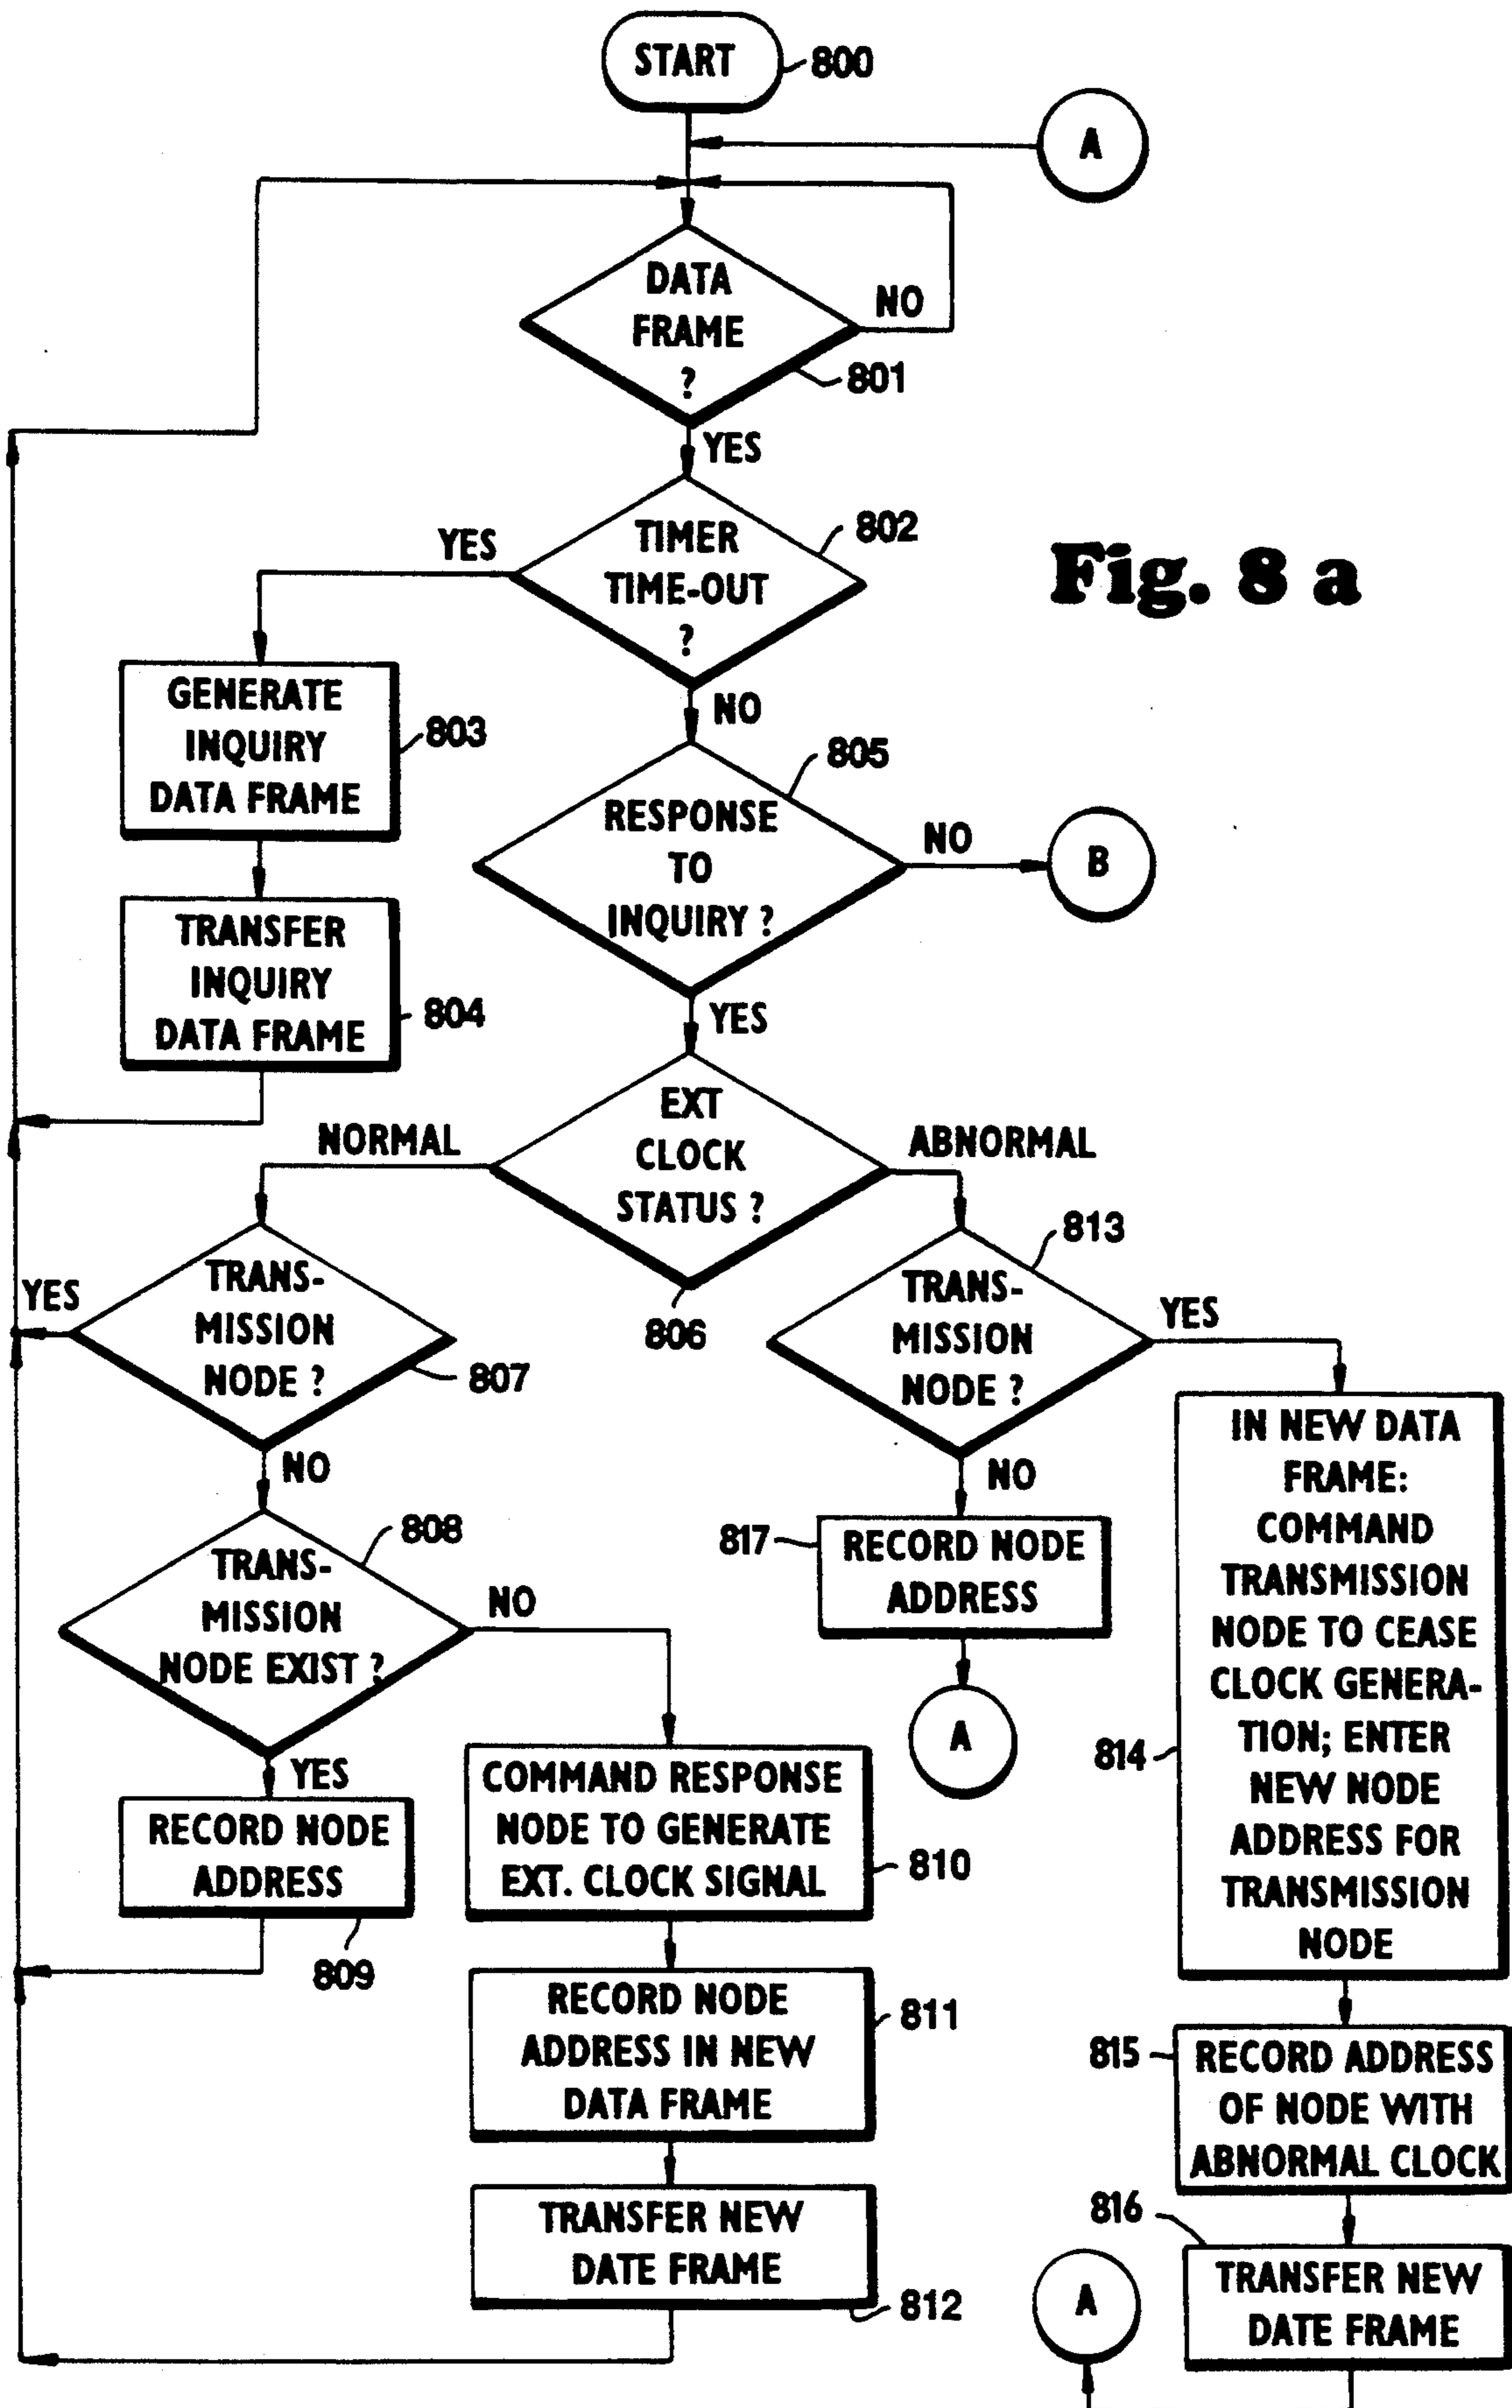 START
800
A
DATA
FRAME
?
NO
801
YES
TIMER
TIME-OUT
?
802
YES
Fig. 8 a
GENERATE
INQUIRY
DATA FRAME
803
NO
TRANSFER
INQUIRY
DATA FRAME
804
RESPONSE
TO
INQUIRY ?
805
NO
B
YES
EXT
CLOCK
STATUS ?
806
NORMAL
ABNORMAL
TRANS-
MISSION
NODE ?
807
YES
NO
TRANS-
MISSION
NODE ?
813
YES
NO
TRANS-
MISSION
NODE EXIST ?
808
NO
YES
817
RECORD NODE
ADDRESS
A
RECORD NODE
ADDRESS
809
COMMAND RESPONSE
NODE TO GENERATE
EXT. CLOCK SIGNAL
810
RECORD NODE
ADDRESS IN NEW
DATA FRAME
811
TRANSFER NEW
DATE FRAME
812
IN NEW DATA
FRAME:
COMMAND
TRANSMISSION
NODE TO CEASE
CLOCK GENERA-
TION; ENTER
NEW NODE
ADDRESS FOR
TRANSMISSION
NODE
814
815
RECORD ADDRESS
OF NODE WITH
ABNORMAL CLOCK
816
TRANSFER NEW
DATE FRAME
A